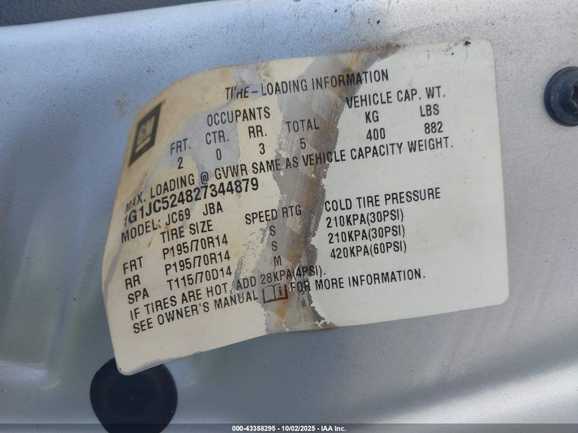 TIRE-LOADING INFORMATION
OCCUPANTS VEHICLE CAP. WT.
FRT. CTR. RR. TOTAL KG LBS
2 0 3 5 400 882
MAX. LOADING @ GVWR SAME AS VEHICLE CAPACITY WEIGHT.
1G1JC524827344879
MODEL: JC69 JBA
TIRE SIZE SPEED RTG COLD TIRE PRESSURE
FRT P195/70R14 S 210KPA(30PSI)
RR P195/70R14 S 210KPA(30PSI)
SPA T115/70D14 M 420KPA(60PSI)
IF TIRES ARE HOT, ADD 28KPA(4PSI).
SEE OWNER'S MANUAL FOR MORE INFORMATION.
000-43358295 - 10/02/2025 - IAA Inc.